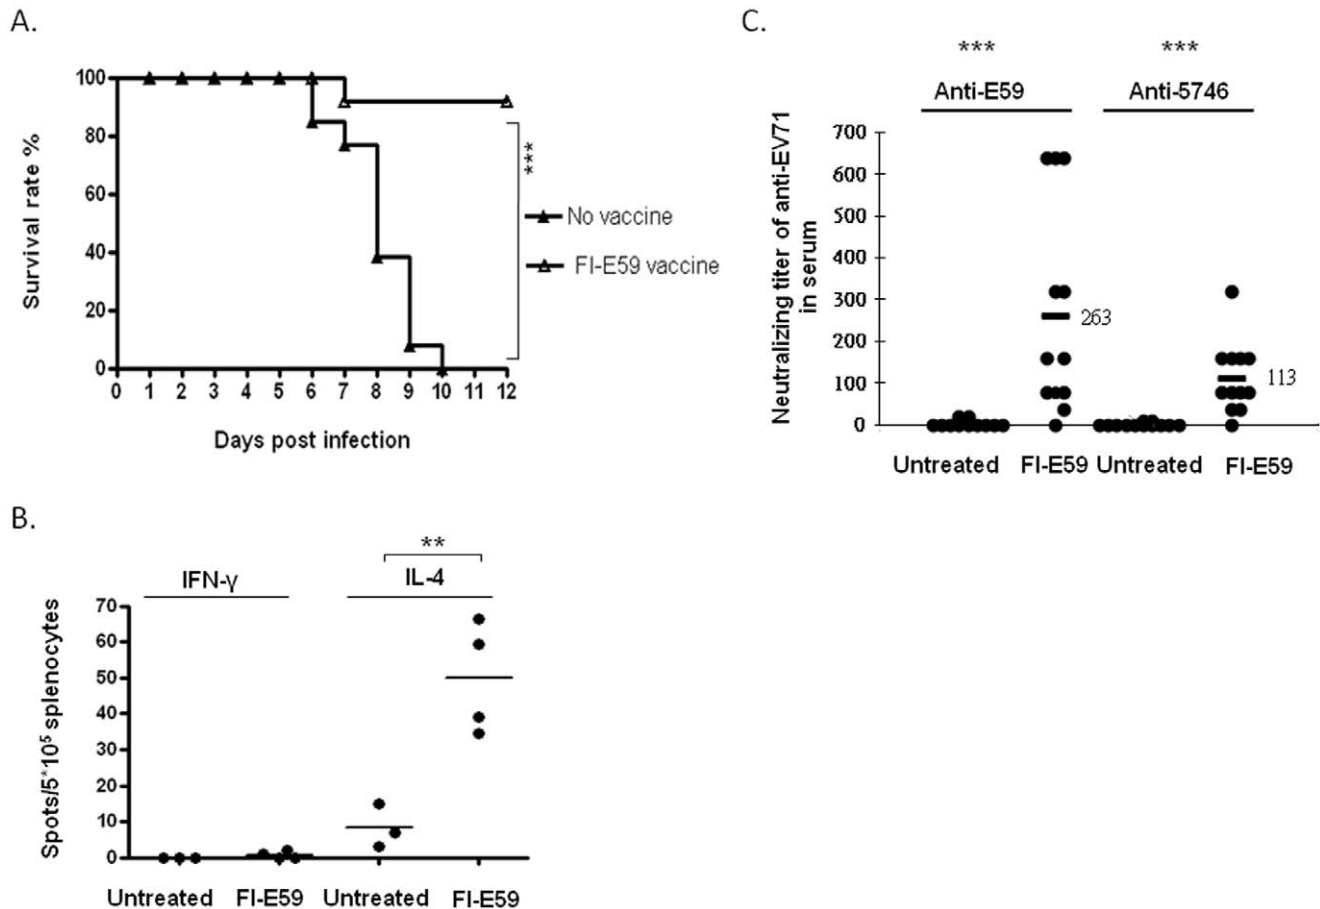 A.
100
80
60
40
20
0
Survival rate %
0 1 2 3 4 5 6 7 8 9 10 11 12
Days post infection
***
No vaccine
FI-E59 vaccine
B.
**
IFN-γ IL-4
70
60
50
40
30
20
10
0
Spots/5*10⁵ splenocytes
Untreated FI-E59 Untreated FI-E59
C.
*** ***
Anti-E59 Anti-5746
700
600
500
400
300
200
100
0
Neutralizing titer of anti-EV71
in serum
263
113
Untreated FI-E59 Untreated FI-E59